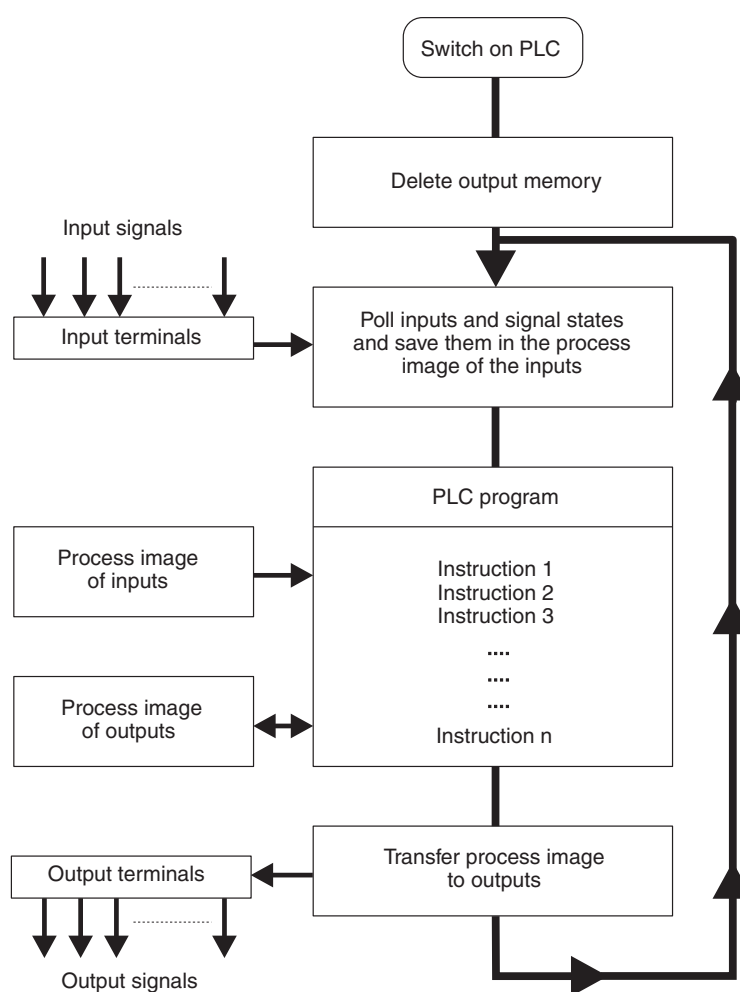 Switch on PLC
Delete output memory
Input signals
Input terminals
Poll inputs and signal states
and save them in the process
image of the inputs
PLC program
Process image
of inputs
Instruction 1
Instruction 2
Instruction 3
....
....
....
Instruction n
Process image
of outputs
Output terminals
Transfer process image
to outputs
Output signals